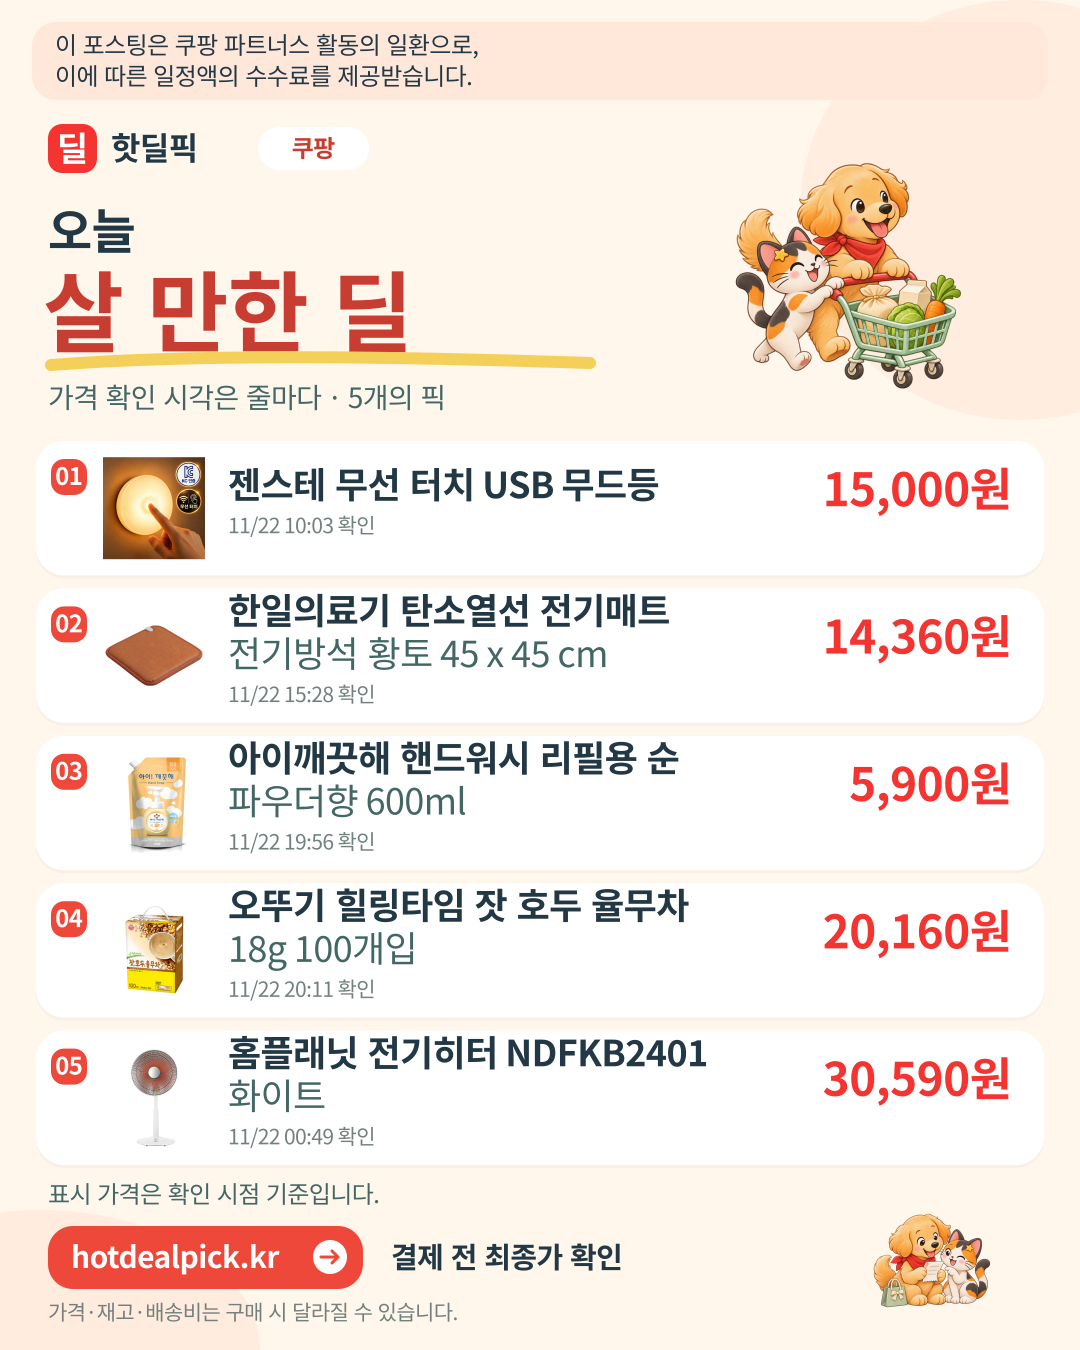 이 포스팅은 쿠팡 파트너스 활동의 일환으로,
이에 따른 일정액의 수수료를 제공받습니다.
딜 핫딜픽 쿠팡
오늘
살 만한 딜
가격 확인 시각은 줄마다 · 5개의 픽
01
젠스테 무선 터치 USB 무드등
15,000원
11/22 10:03 확인
02
한일의료기 탄소열선 전기매트
전기방석 황토 45 x 45 cm
14,360원
11/22 15:28 확인
03
아이깨끗해 핸드워시 리필용 순
파우더향 600ml
5,900원
11/22 19:56 확인
04
오뚜기 힐링타임 잣 호두 율무차
18g 100개입
20,160원
11/22 20:11 확인
05
홈플래닛 전기히터 NDFKB2401
화이트
30,590원
11/22 00:49 확인
표시 가격은 확인 시점 기준입니다.
hotdealpick.kr → 결제 전 최종가 확인
가격·재고·배송비는 구매 시 달라질 수 있습니다.